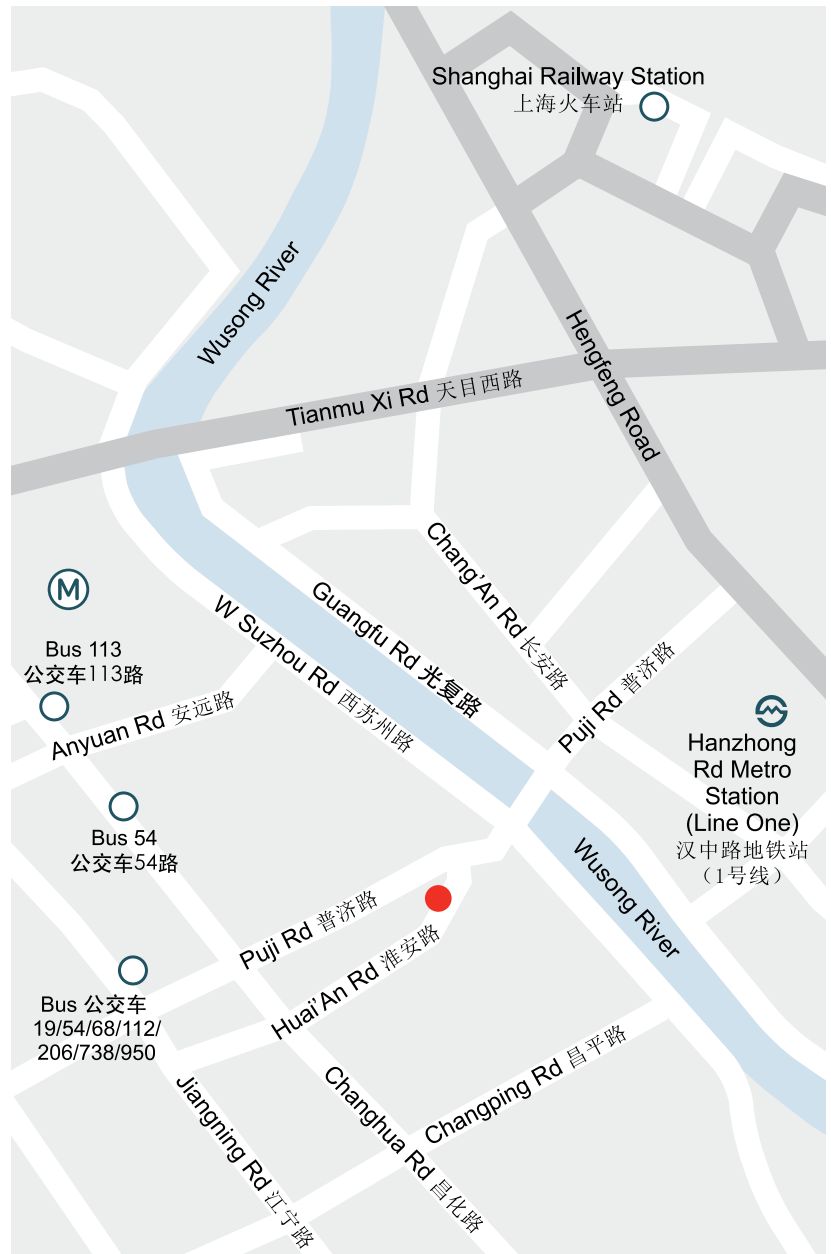 Shanghai Railway Station
上海火车站
Wusong River
Hengfeng Road
Tianmu Xi Rd 天目西路
Chang'An Rd 长安路
Guangfu Rd 光复路
W Suzhou Rd 西苏州路
M
Bus 113
公交车113路
Anyuan Rd 安远路
Puji Rd 普济路
Hanzhong
Rd Metro
Station
(Line One)
汉中路地铁站
（1号线）
Bus 54
公交车54路
Wusong River
Puji Rd 普济路
Huai'An Rd 淮安路
Bus 公交车
19/54/68/112/
206/738/950
Changping Rd 昌平路
Jiangning Rd 江宁路
Changhua Rd 昌化路